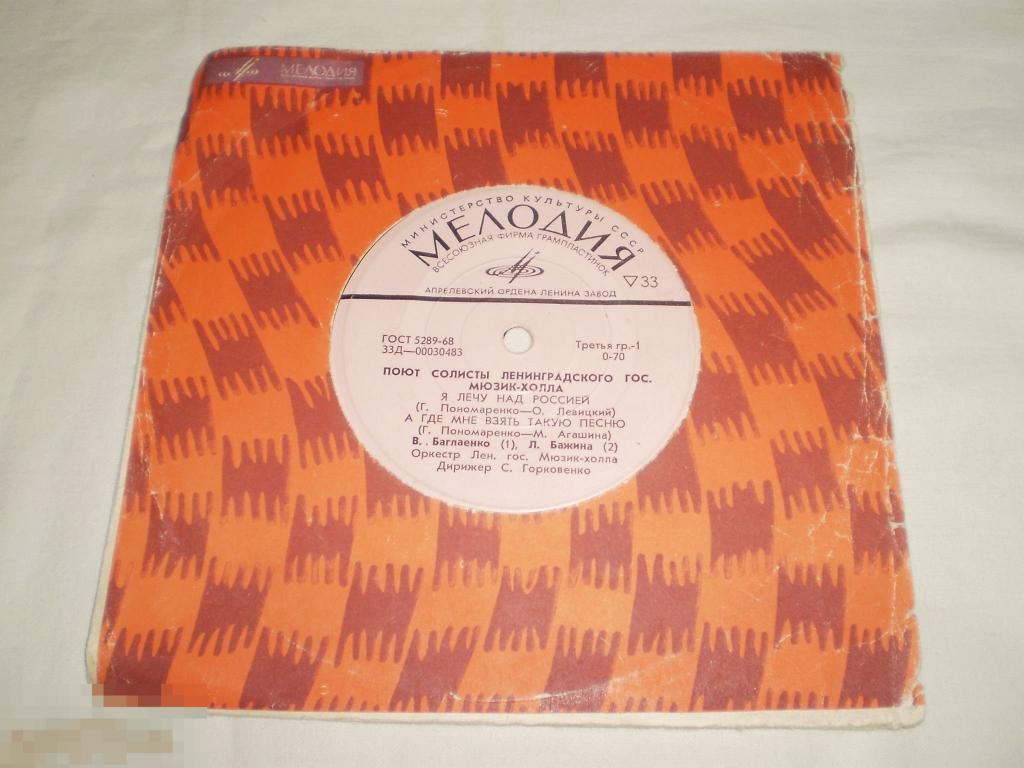 МЕЛОДИЯ
МИНИСТЕРСТВО КУЛЬТУРЫ СССР
МЕЛОДИЯ
ВСЕСОЮЗНАЯ ФИРМА ГРАМПЛАСТИНОК
▽33
АПРЕЛЕВСКИЙ ОРДЕНА ЛЕНИНА ЗАВОД
ГОСТ 5289-68
33Д—00030483
Третья гр.-1
0-70
ПОЮТ СОЛИСТЫ ЛЕНИНГРАДСКОГО ГОС.
МЮЗИК-ХОЛЛА
Я ЛЕЧУ НАД РОССИЕЙ
(Г. Пономаренко—О. Левицкий)
А ГДЕ МНЕ ВЗЯТЬ ТАКУЮ ПЕСНЮ
(Г. Пономаренко—М. Агашина)
В. Баглаенко (1), Л. Бажина (2)
Оркестр Лен. гос. Мюзик-холла
Дирижер С. Горковенко